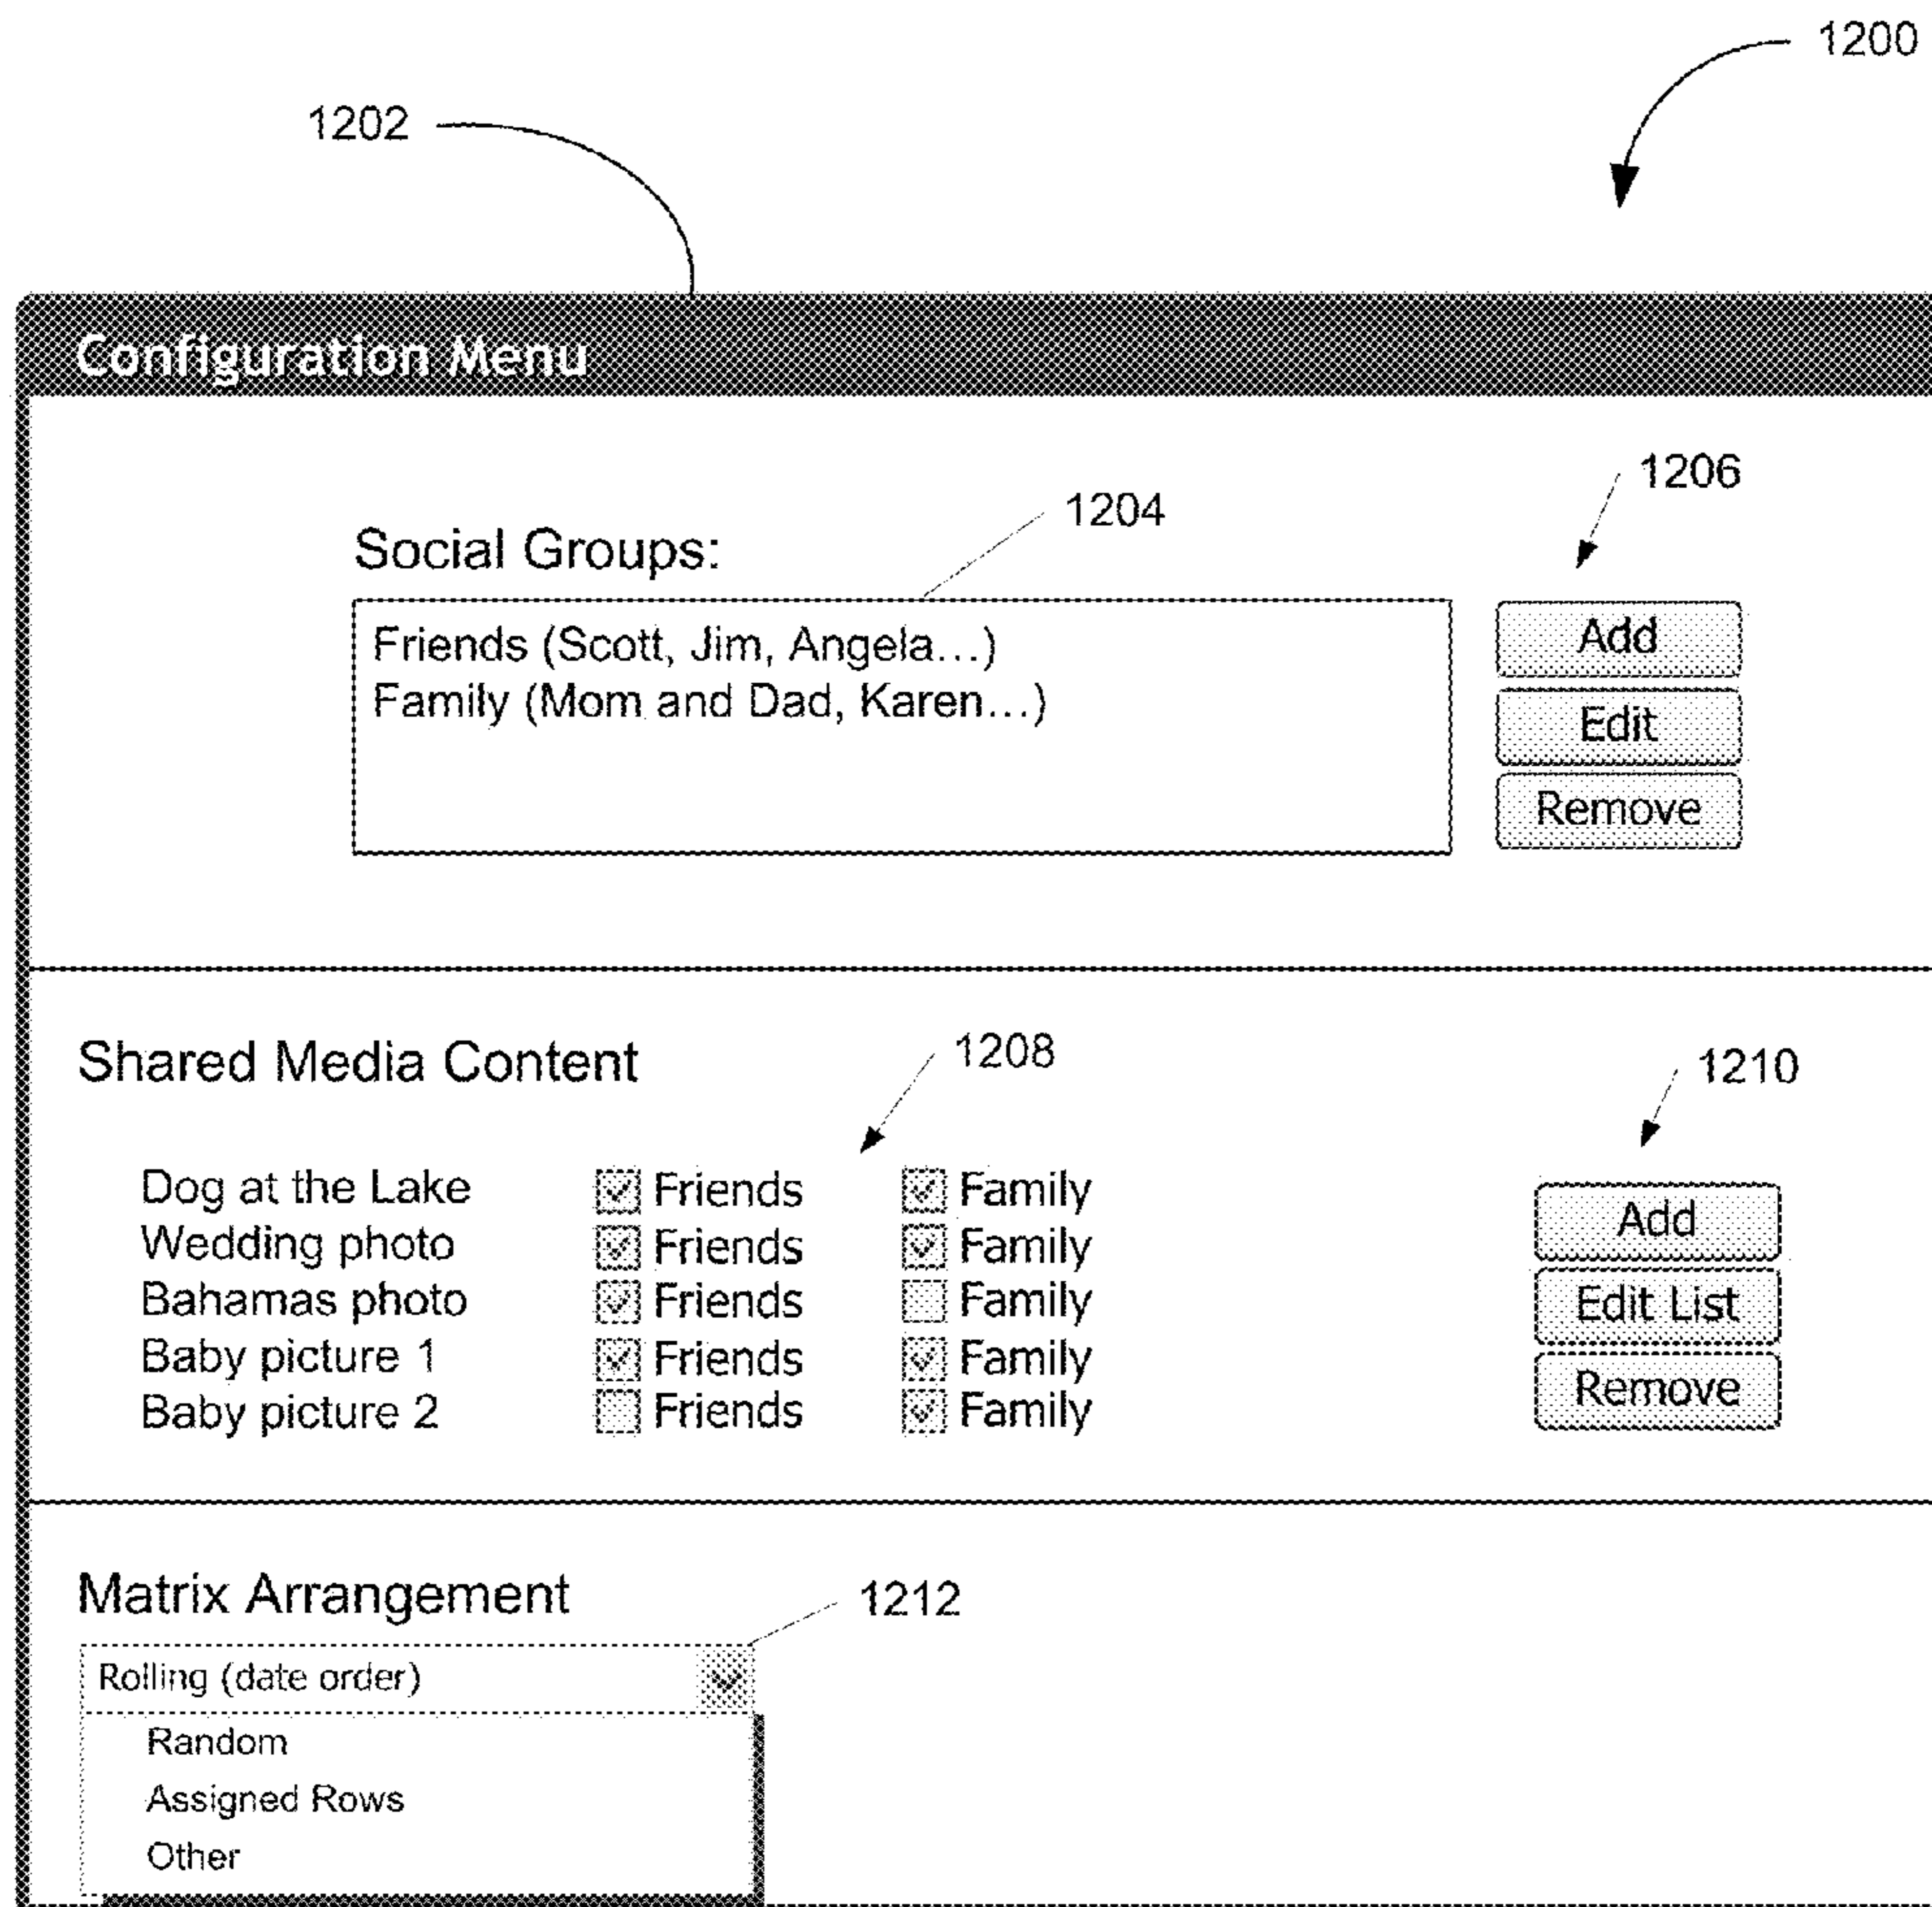 1200
1202
Configuration Menu
1206
1204
Social Groups:
Friends (Scott, Jim, Angela...)
Family (Mom and Dad, Karen...)
Add
Edit
Remove
Shared Media Content
1208
1210
Dog at the Lake Friends Family
Wedding photo Friends Family
Bahamas photo Friends Family
Baby picture 1 Friends Family
Baby picture 2 Friends Family
Add
Edit List
Remove
Matrix Arrangement
1212
Rolling (date order)
Random
Assigned Rows
Other